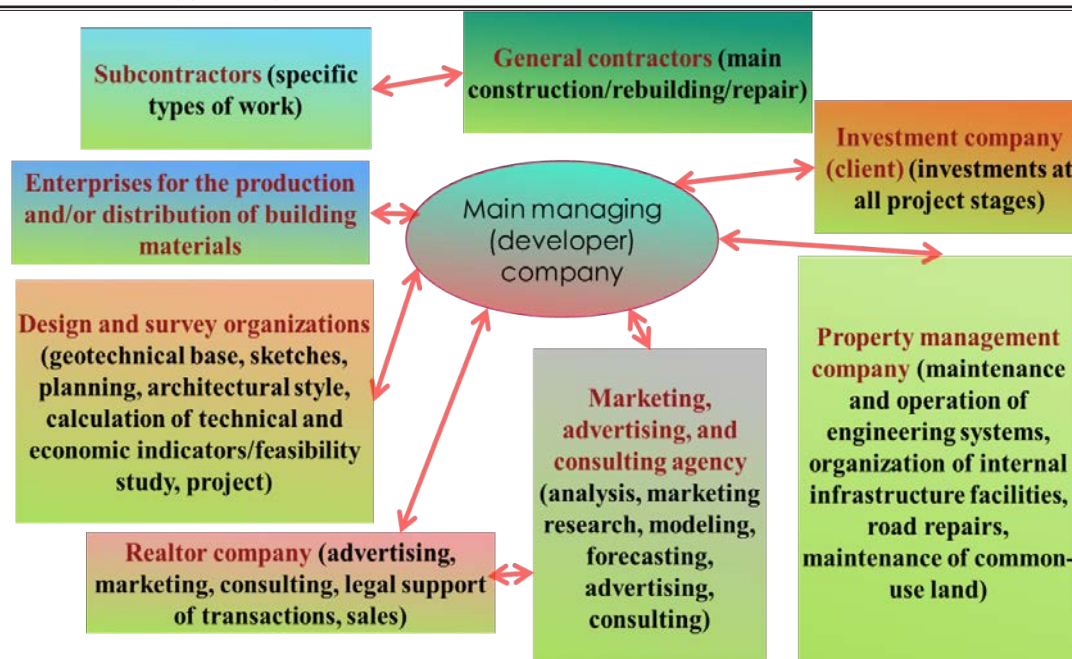 Subcontractors (specific
types of work)
General contractors (main
construction/rebuilding/repair)
Investment company
(client) (investments at
all project stages)
Enterprises for the production
and/or distribution of building
materials
Main managing
(developer)
company
Design and survey organizations
(geotechnical base, sketches,
planning, architectural style,
calculation of technical and
economic indicators/feasibility
study, project)
Marketing,
advertising, and
consulting agency
(analysis, marketing
research, modeling,
forecasting,
advertising,
consulting)
Property management
company (maintenance
and operation of
engineering systems,
organization of internal
infrastructure facilities,
road repairs,
maintenance of common-
use land)
Realtor company (advertising,
marketing, consulting, legal support
of transactions, sales)